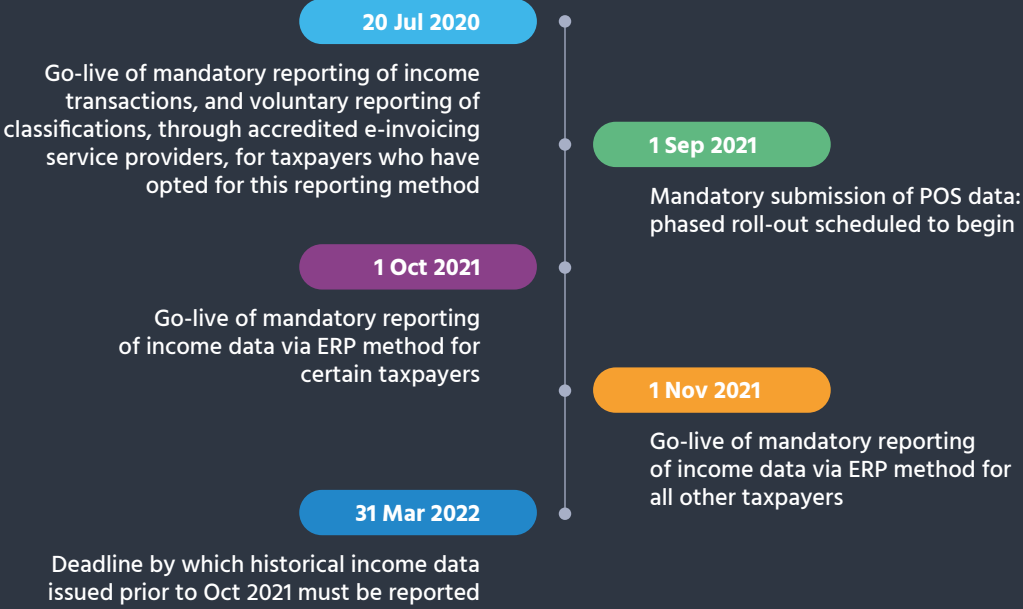 20 Jul 2020
Go-live of mandatory reporting of income
transactions, and voluntary reporting of
classifications, through accredited e-invoicing
service providers, for taxpayers who have
opted for this reporting method
1 Sep 2021
Mandatory submission of POS data:
phased roll-out scheduled to begin
1 Oct 2021
Go-live of mandatory reporting
of income data via ERP method for
certain taxpayers
1 Nov 2021
Go-live of mandatory reporting
of income data via ERP method for
all other taxpayers
31 Mar 2022
Deadline by which historical income data
issued prior to Oct 2021 must be reported